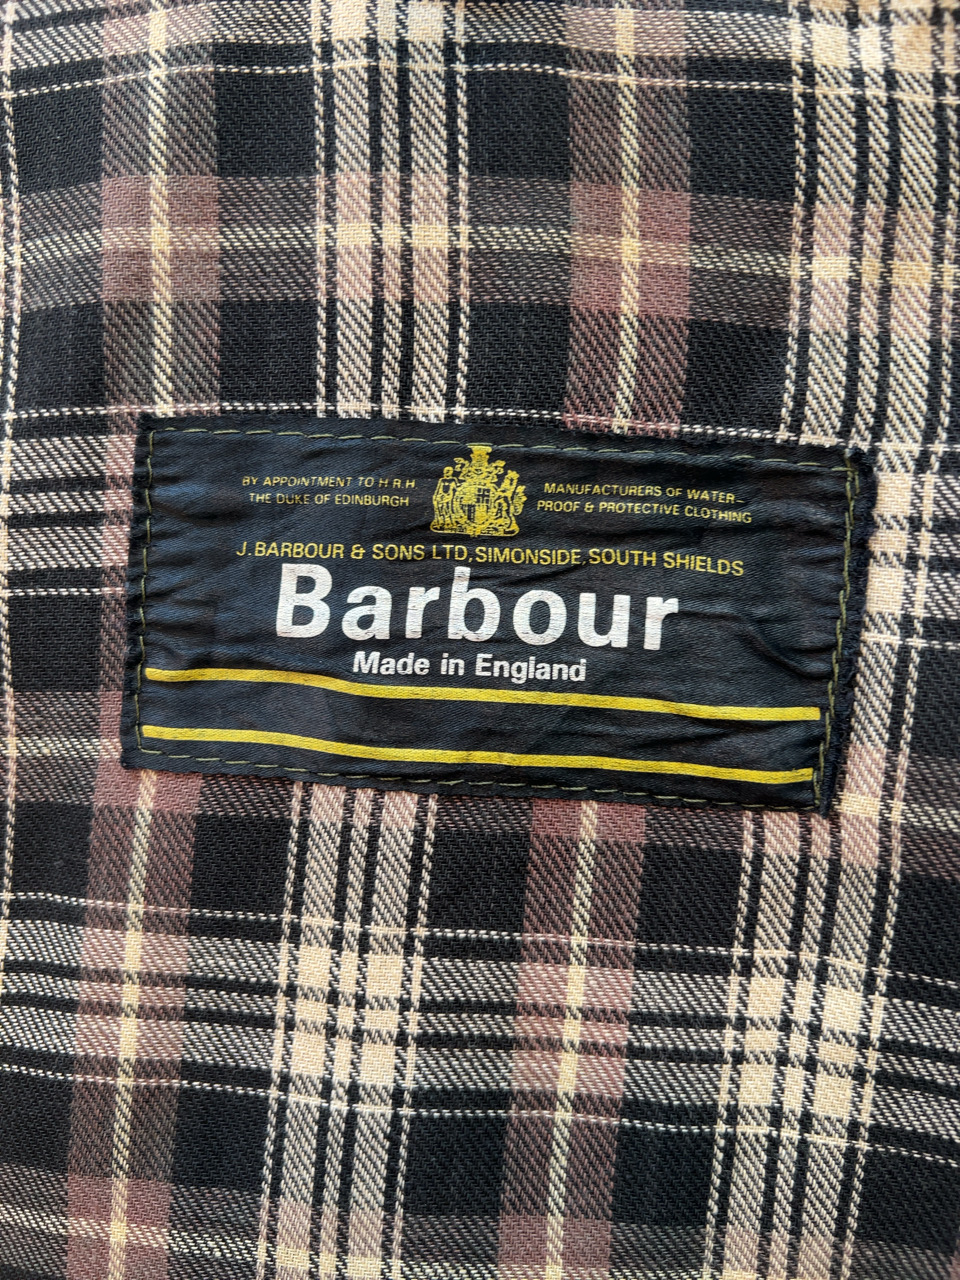 BY APPOINTMENT TO H R.H
THE DUKE OF EDINBURGH
MANUFACTURERS OF WATER-
PROOF & PROTECTIVE CLOTHING
J. BARBOUR & SONS LTD, SIMONSIDE, SOUTH SHIELDS
Barbour
Made in England